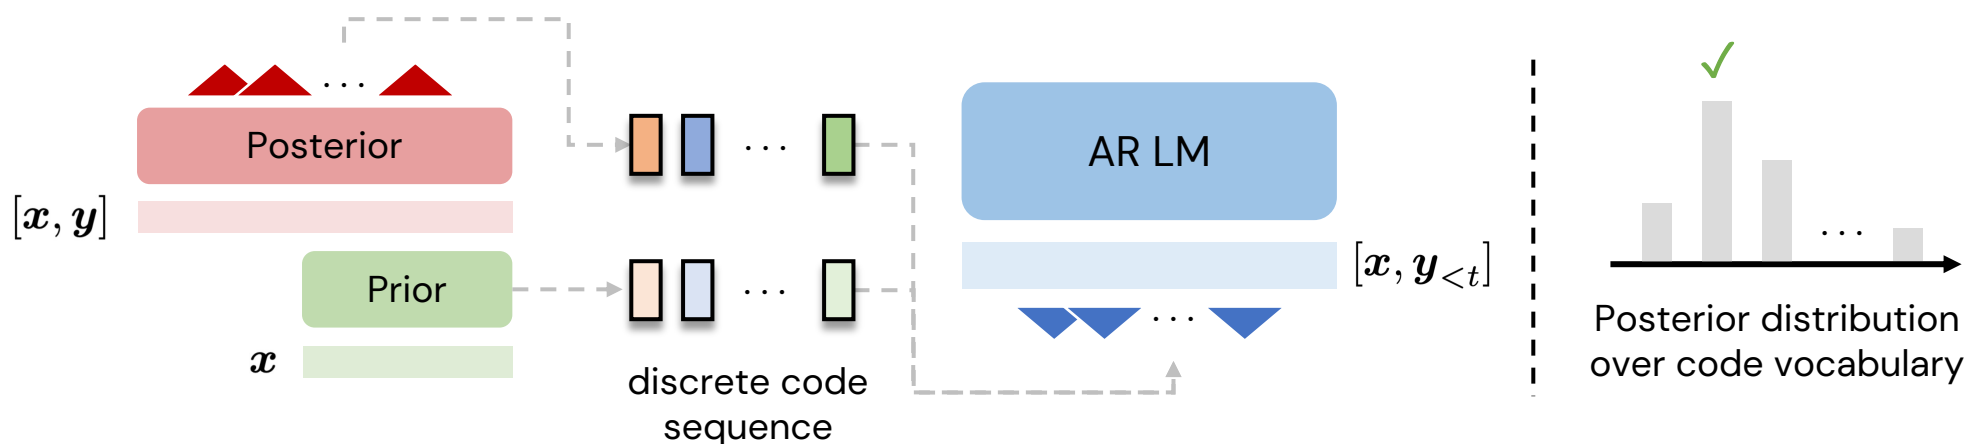 Posterior
[x, y]
Prior
x
discrete code
sequence
AR LM
[x, y<t]
Posterior distribution
over code vocabulary